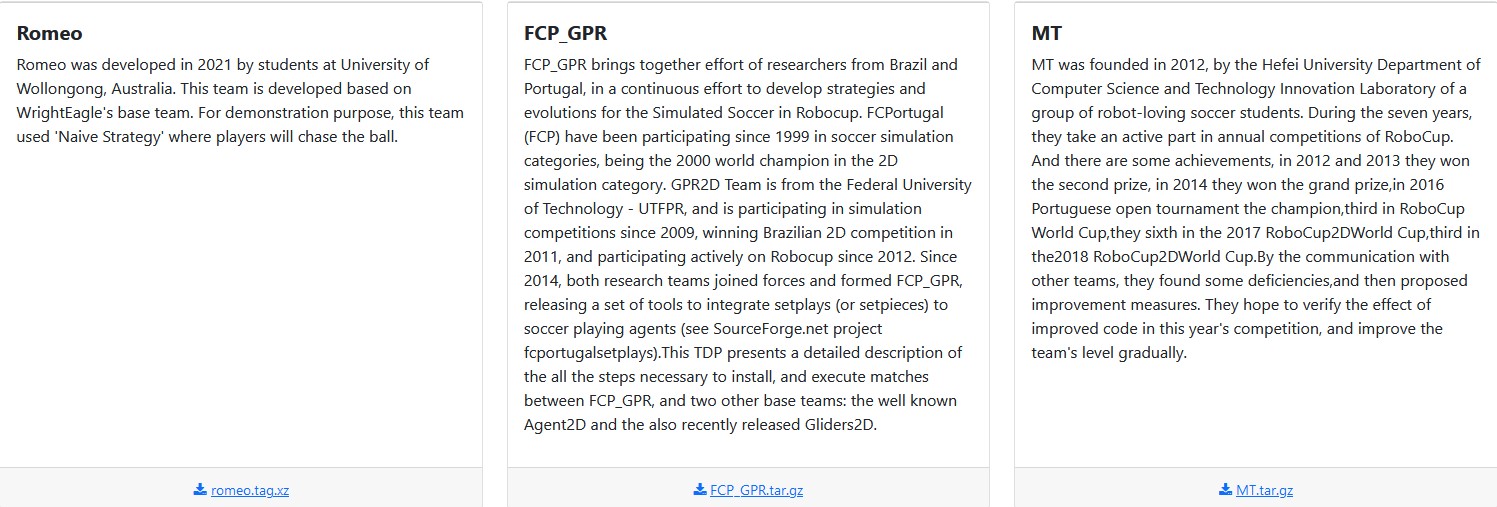 Romeo
Romeo was developed in 2021 by students at University of
Wollongong, Australia. This team is developed based on
WrightEagle's base team. For demonstration purpose, this team
used 'Naive Strategy' where players will chase the ball.
romeo.tag.xz
FCP_GPR
FCP_GPR brings together effort of researchers from Brazil and
Portugal, in a continuous effort to develop strategies and
evolutions for the Simulated Soccer in Robocup. FCPortugal
(FCP) have been participating since 1999 in soccer simulation
categories, being the 2000 world champion in the 2D
simulation category. GPR2D Team is from the Federal University
of Technology - UTFPR, and is participating in simulation
competitions since 2009, winning Brazilian 2D competition in
2011, and participating actively on Robocup since 2012. Since
2014, both research teams joined forces and formed FCP_GPR,
releasing a set of tools to integrate setplays (or setpieces) to
soccer playing agents (see SourceForge.net project
fcportugalsetplays).This TDP presents a detailed description of
the all the steps necessary to install, and execute matches
between FCP_GPR, and two other base teams: the well known
Agent2D and the also recently released Gliders2D.
FCP_GPR.tar.gz
MT
MT was founded in 2012, by the Hefei University Department of
Computer Science and Technology Innovation Laboratory of a
group of robot-loving soccer students. During the seven years,
they take an active part in annual competitions of RoboCup.
And there are some achievements, in 2012 and 2013 they won
the second prize, in 2014 they won the grand prize,in 2016
Portuguese open tournament the champion,third in RoboCup
World Cup,they sixth in the 2017 RoboCup2DWorld Cup,third in
the2018 RoboCup2DWorld Cup.By the communication with
other teams, they found some deficiencies,and then proposed
improvement measures. They hope to verify the effect of
improved code in this year's competition, and improve the
team's level gradually.
MT.tar.gz